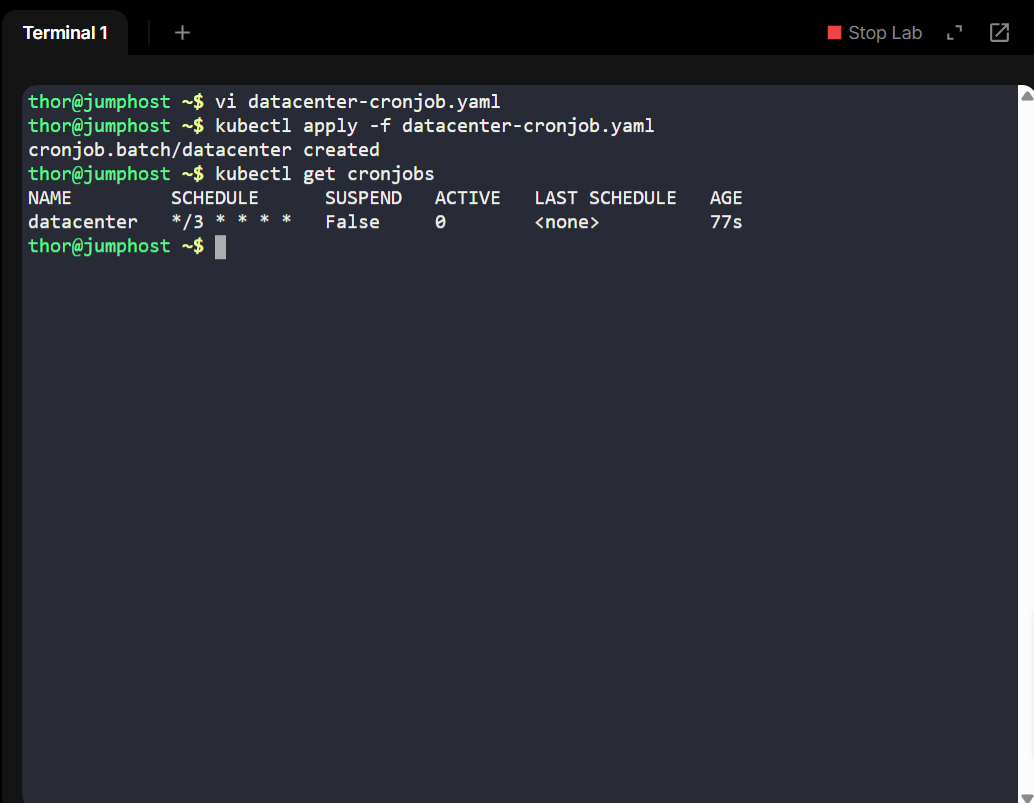 Terminal 1 + Stop Lab
thor@jumphost ~$ vi datacenter-cronjob.yaml
thor@jumphost ~$ kubectl apply -f datacenter-cronjob.yaml
cronjob.batch/datacenter created
thor@jumphost ~$ kubectl get cronjobs
NAME         SCHEDULE      SUSPEND   ACTIVE   LAST SCHEDULE   AGE
datacenter   */3 * * * *   False     0        <none>          77s
thor@jumphost ~$